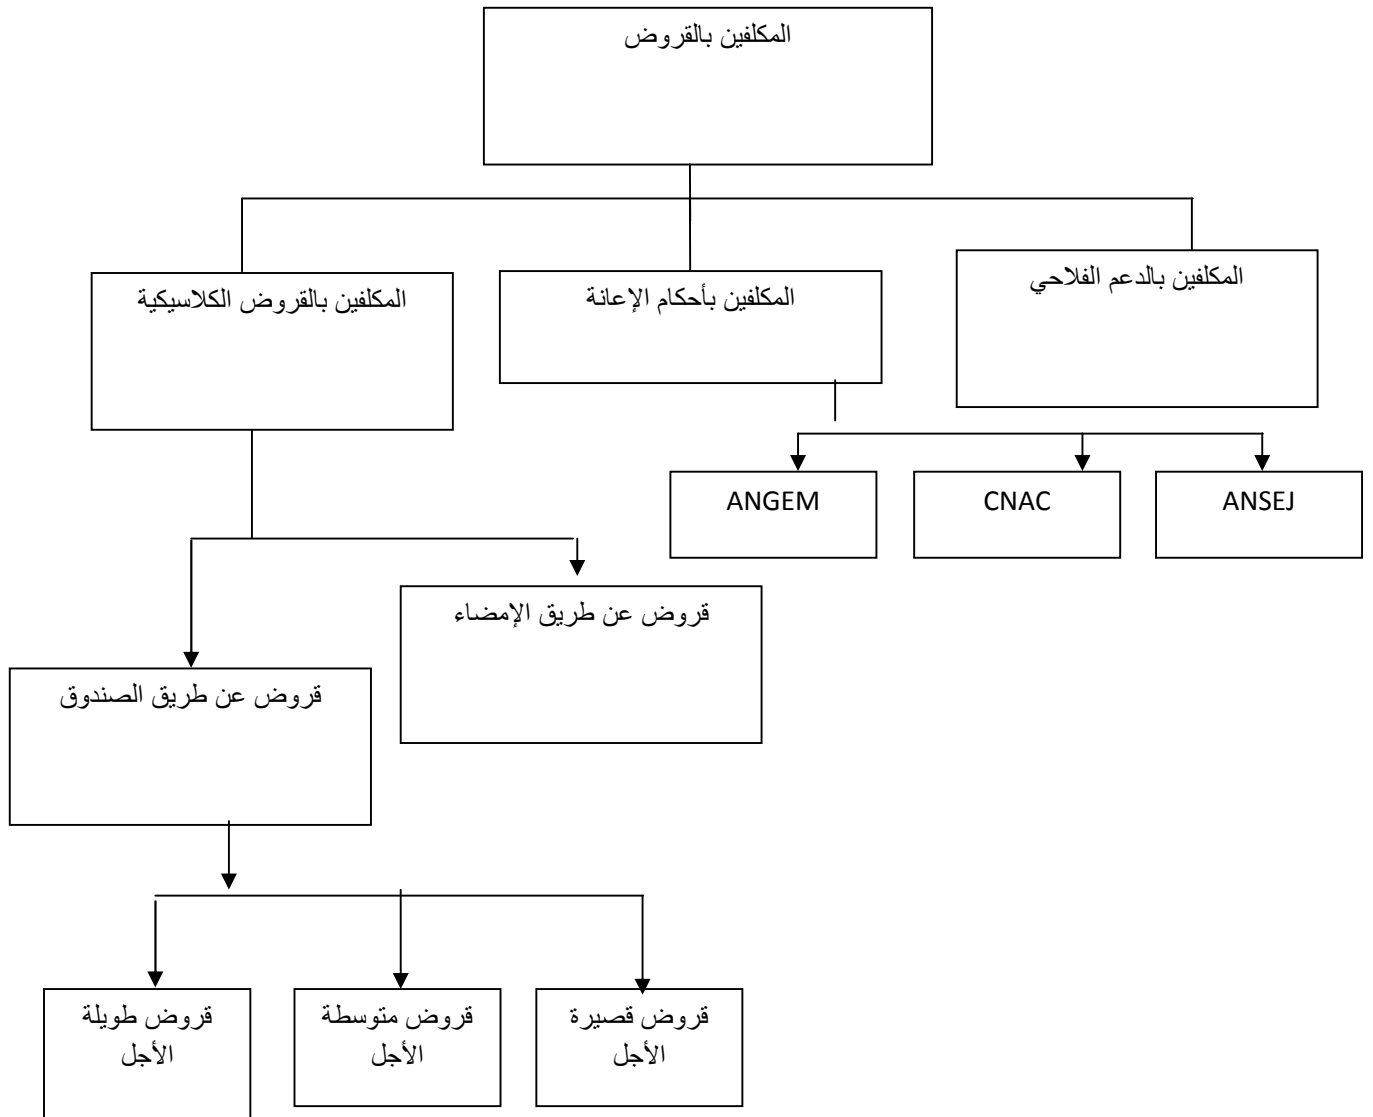 المكلفين بالقروض
المكلفين بالدعم الفلاحي
المكلفين بأحكام الإعانة
المكلفين بالقروض الكلاسيكية
ANSEJ
CNAC
ANGEM
قروض عن طريق الإمضاء
قروض عن طريق الصندوق
قروض قصيرة
الأجل
قروض متوسطة
الأجل
قروض طويلة
الأجل